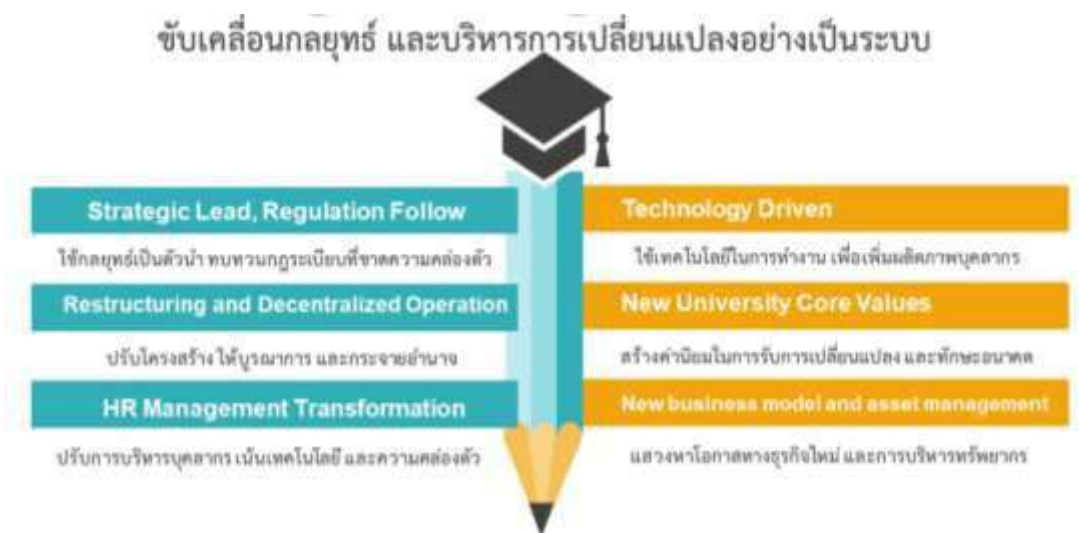 ขับเคลื่อนกลยุทธ์ และบริหารการเปลี่ยนแปลงอย่างเป็นระบบ
Strategic Lead, Regulation Follow
ใช้กลยุทธ์เป็นตัวนำ ทบทวนกฎระเบียบที่ขาดความคล่องตัว
Restructuring and Decentralized Operation
ปรับโครงสร้าง ให้บูรณาการ และกระจายอำนาจ
HR Management Transformation
ปรับการบริหารบุคลากร เน้นเทคโนโลยี และความคล่องตัว
Technology Driven
ใช้เทคโนโลยีในการทำงาน เพื่อเพิ่มผลิตภาพบุคลากร
New University Core Values
สร้างค่านิยมในการรับการเปลี่ยนแปลง และทักษะอนาคต
New business model and asset management
แสวงหาโอกาสทางธุรกิจใหม่ และการบริหารทรัพยากร